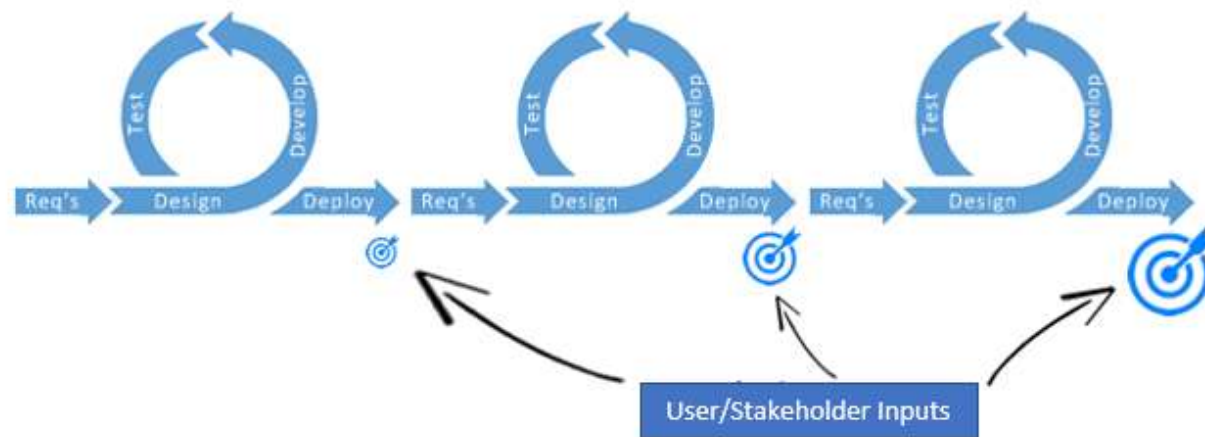 Test
Develop
Req's
Design
Deploy
Test
Develop
Req's
Design
Deploy
Test
Develop
Req's
Design
Deploy
User/Stakeholder Inputs